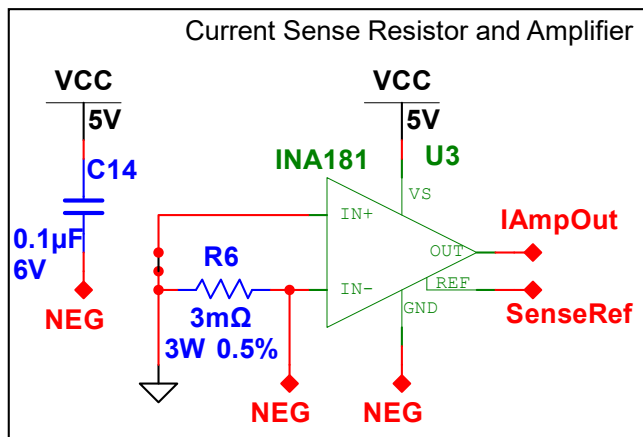 Current Sense Resistor and Amplifier
VCC
5V
C14
0.1µF
6V
NEG
VCC
5V
INA181
U3
VS
IN+
OUT
IAmpOut
R6
IN-
REF
3mΩ
GND
SenseRef
3W 0.5%
NEG
NEG